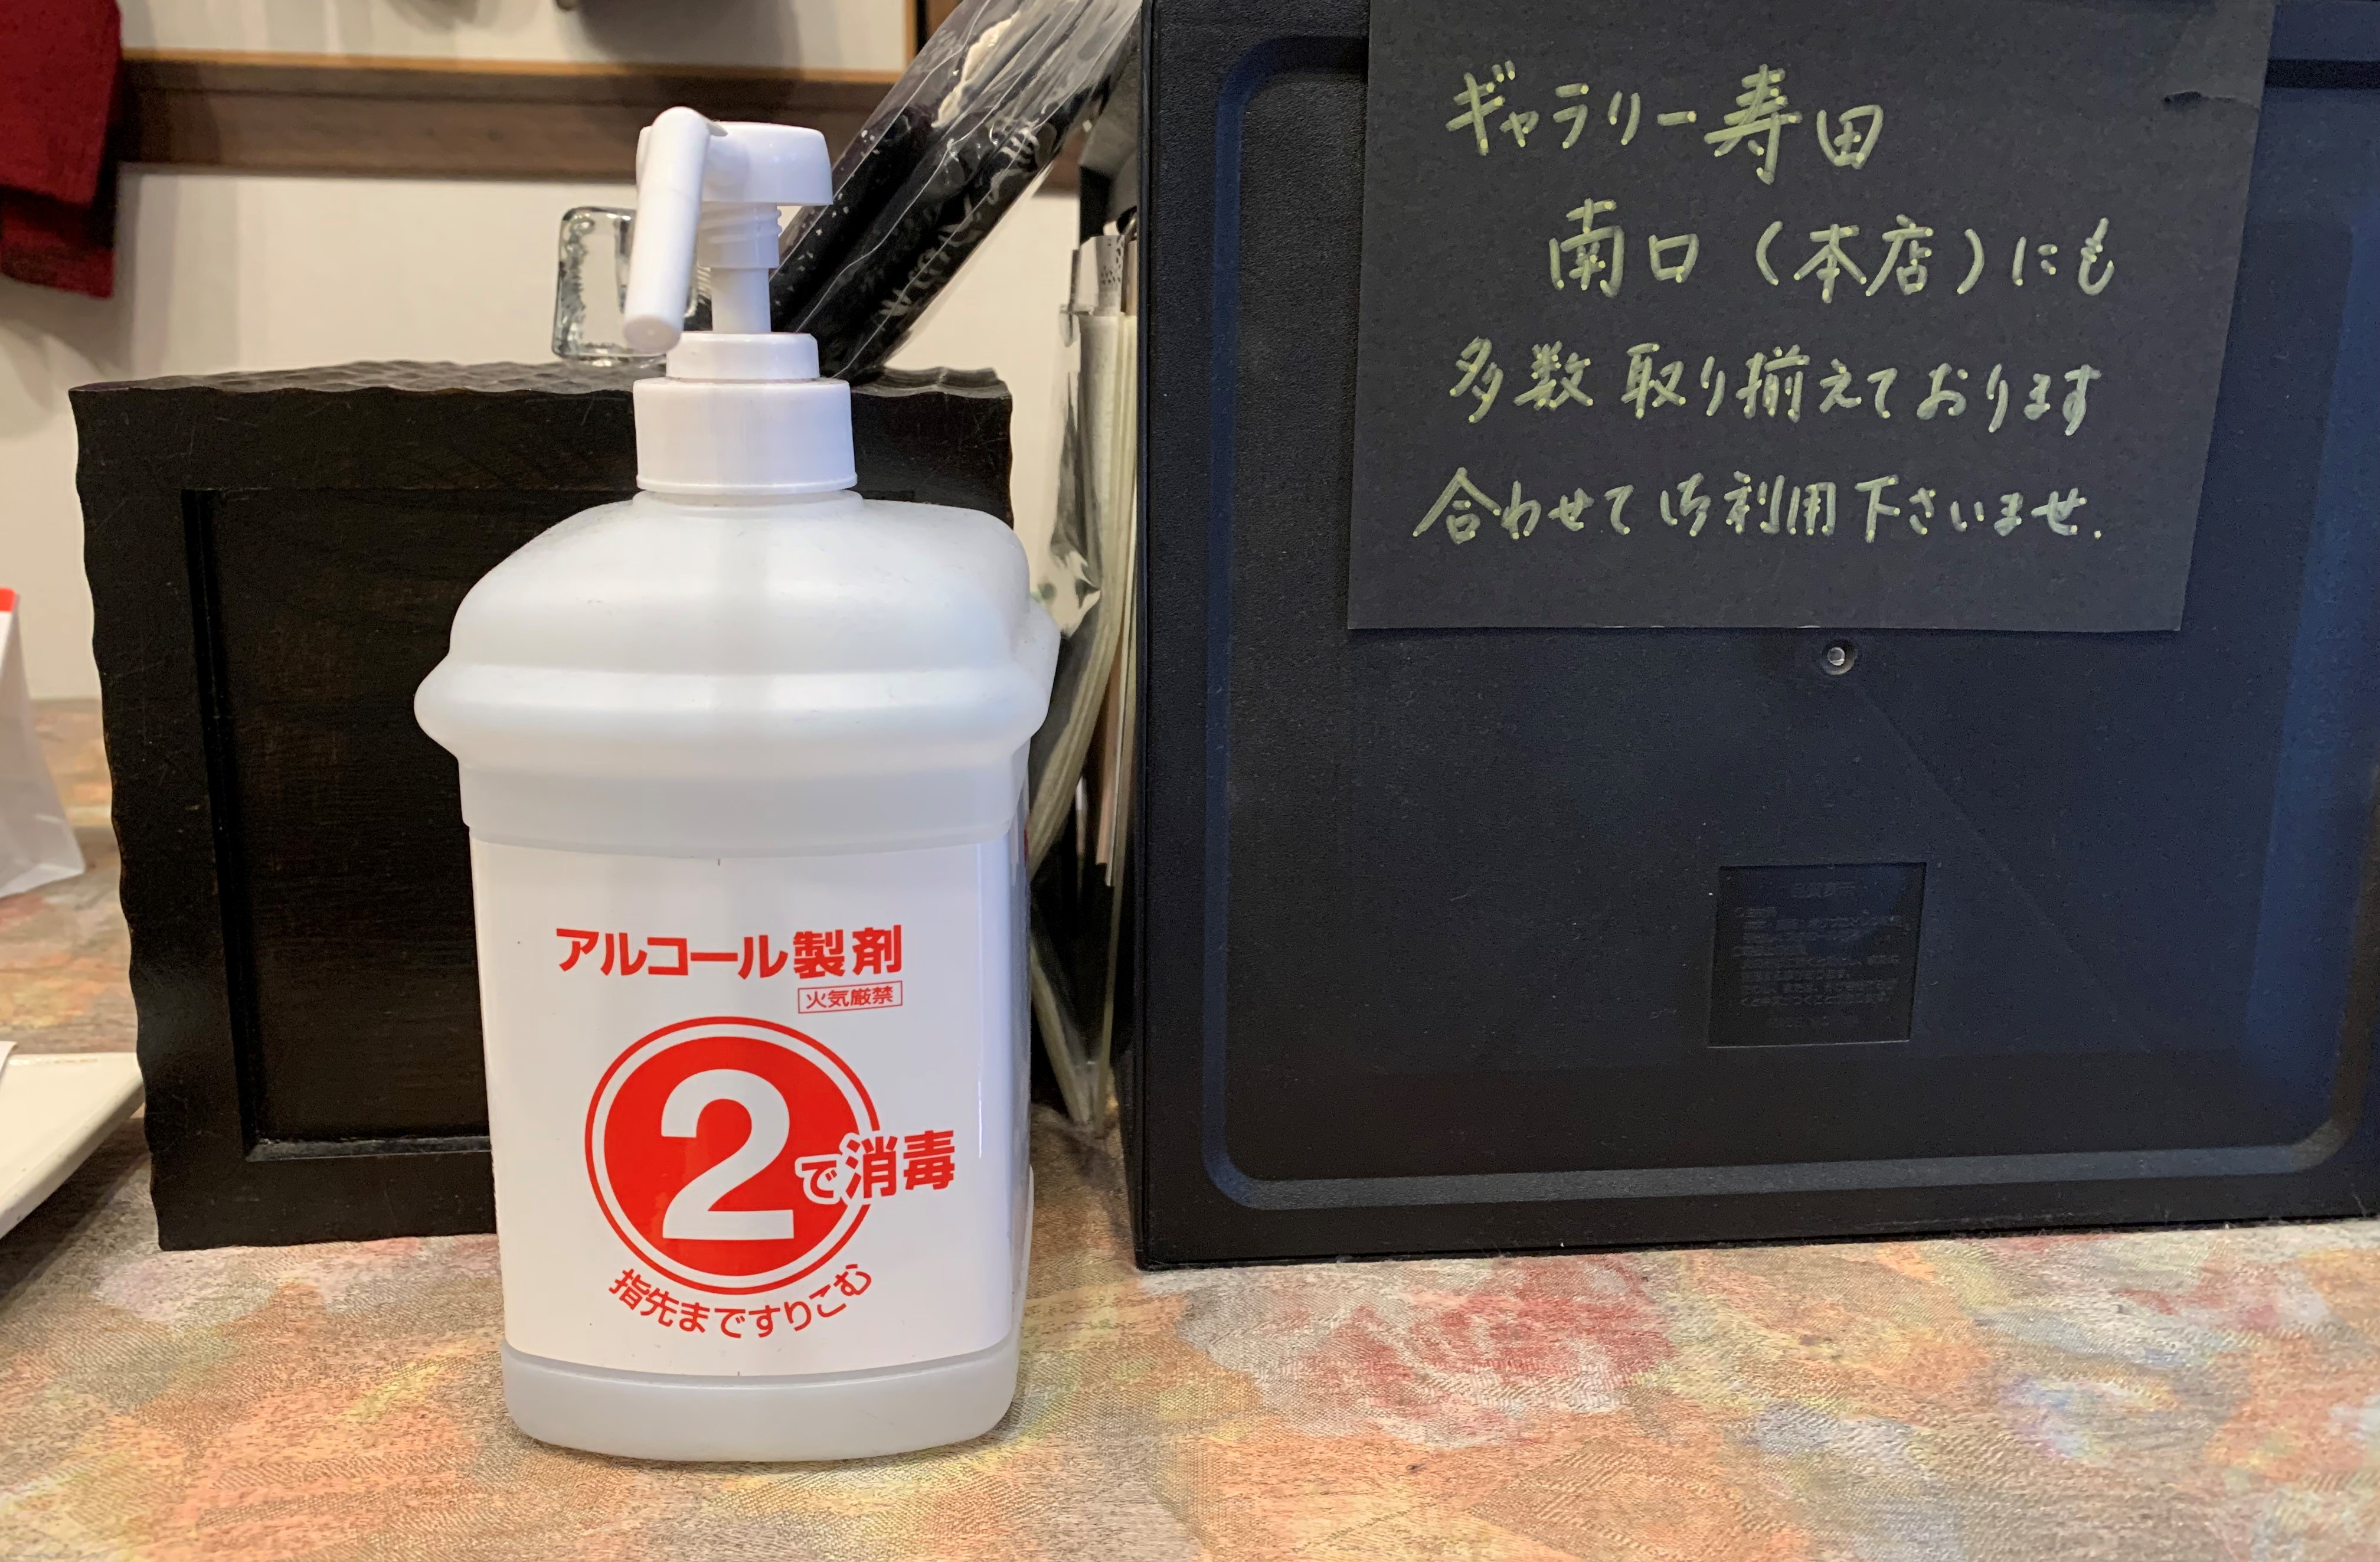 アルコール製剤
火気厳禁
2で消毒
指先まですりこむ
ギャラリー寿田
南口(本店)にも
多数取り揃えております
合わせて御利用下さいませ.